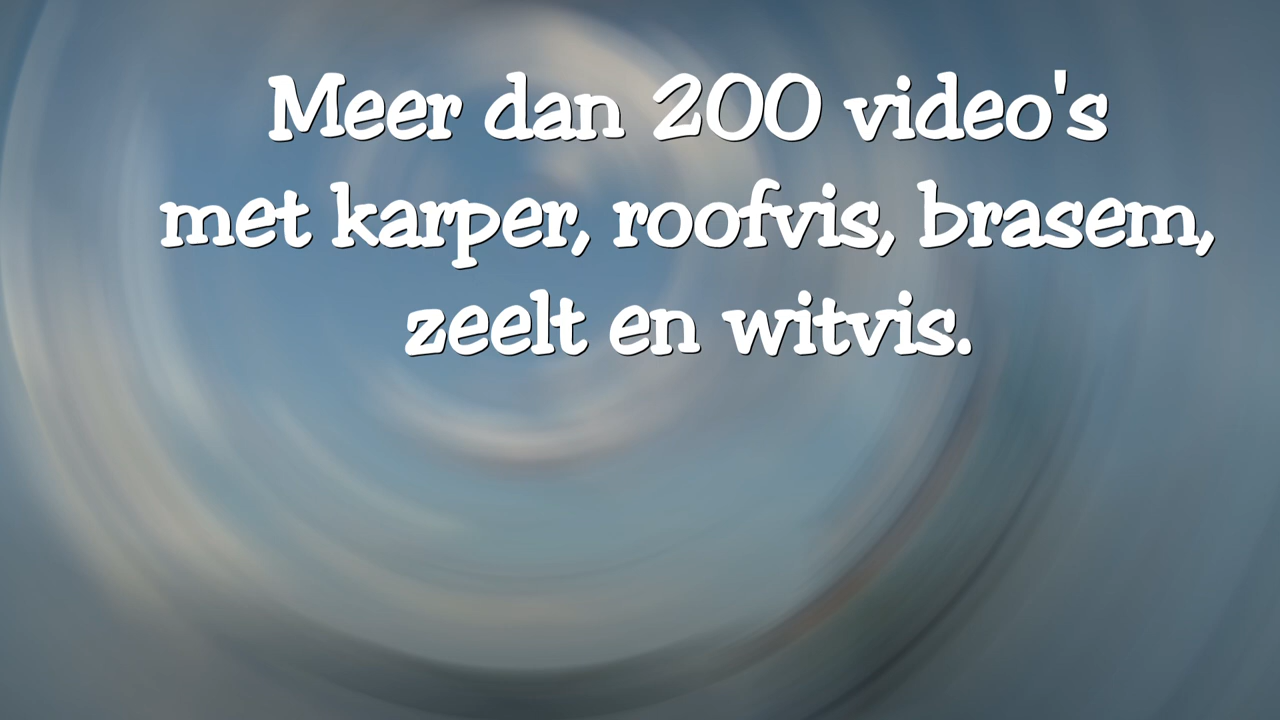 Meer dan 200 video's
met karper, roofvis, brasem,
zeelt en witvis.